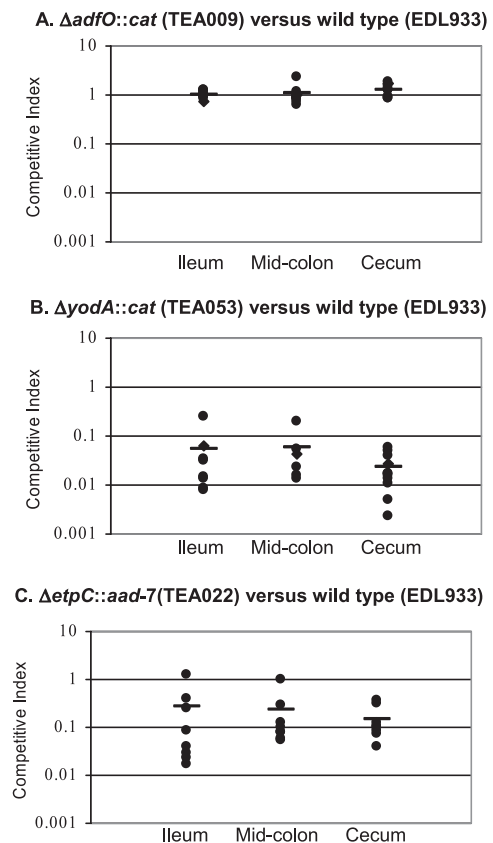 A. ΔadfO::cat (TEA009) versus wild type (EDL933)
10
1
0.1
0.01
0.001
Competitive Index
Ileum Mid-colon Cecum
B. ΔyodA::cat (TEA053) versus wild type (EDL933)
10
1
0.1
0.01
0.001
Competitive Index
Ileum Mid-colon Cecum
C. ΔetpC::aad-7(TEA022) versus wild type (EDL933)
10
1
0.1
0.01
0.001
Competitive Index
Ileum Mid-colon Cecum